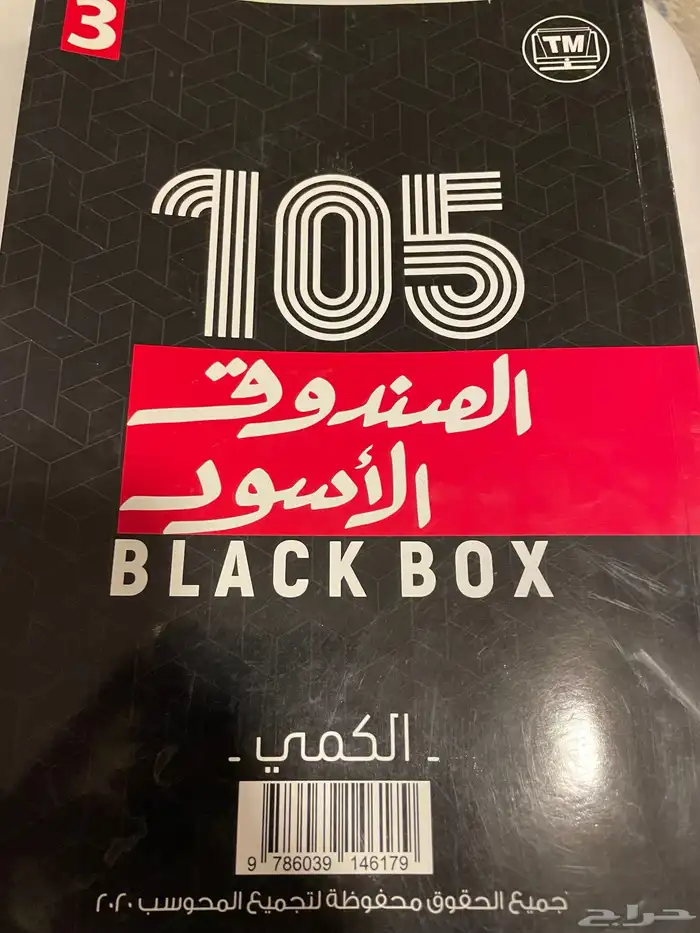 3
TM
105
الصندوق
الأسود
BLACK BOX
- الكمي -
9 786039 146179
جميع الحقوق محفوظة لتجميع المحوسب ٢٠٢٠
حراج